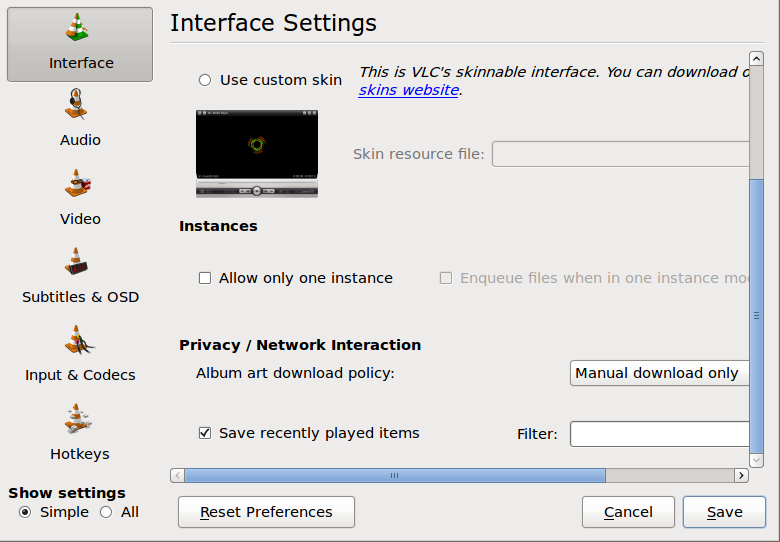 Interface Settings
Interface
Audio
Video
Subtitles & OSD
Input & Codecs
Hotkeys
Show settings
Simple
All
Use custom skin
This is VLC's skinnable interface. You can download
skins website.
Skin resource file:
Instances
Allow only one instance
Enqueue files when in one instance
Privacy / Network Interaction
Album art download policy:
Manual download only
Save recently played items
Filter:
Reset Preferences
Cancel
Save